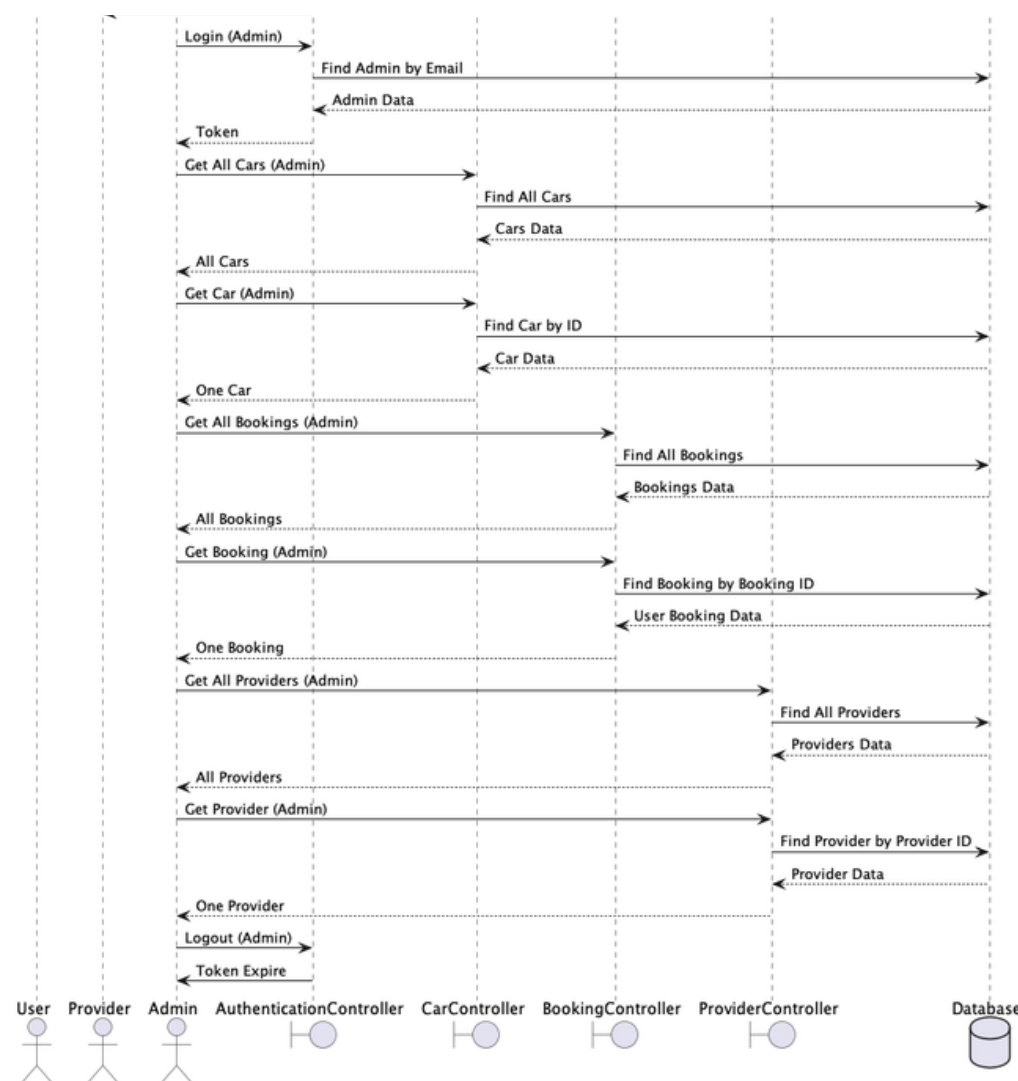 Login (Admin)
Find Admin by Email
Admin Data
Token
Get All Cars (Admin)
Find All Cars
Cars Data
All Cars
Get Car (Admin)
Find Car by ID
Car Data
One Car
Get All Bookings (Admin)
Find All Bookings
Bookings Data
All Bookings
Get Booking (Admin)
Find Booking by Booking ID
User Booking Data
One Booking
Get All Providers (Admin)
Find All Providers
Providers Data
All Providers
Get Provider (Admin)
Find Provider by Provider ID
Provider Data
One Provider
Logout (Admin)
Token Expire
User Provider Admin AuthenticationController CarController BookingController ProviderController Database